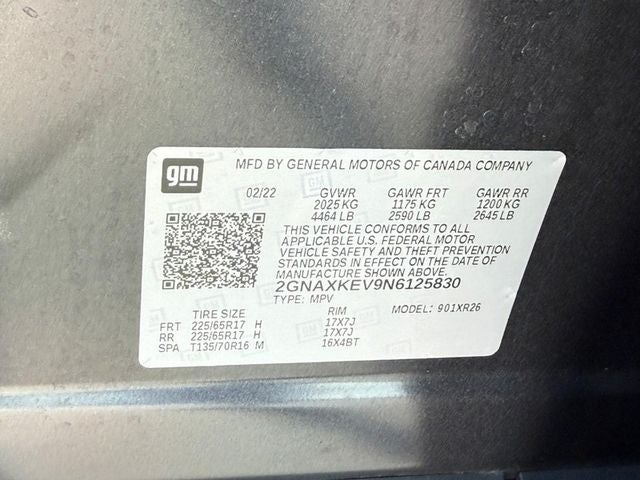 gm MFD BY GENERAL MOTORS OF CANADA COMPANY
02/22 GVWR GAWR FRT GAWR RR
2025 KG 1175 KG 1200 KG
4464 LB 2590 LB 2645 LB
THIS VEHICLE CONFORMS TO ALL
APPLICABLE U.S. FEDERAL MOTOR
VEHICLE SAFETY AND THEFT PREVENTION
STANDARDS IN EFFECT ON THE DATE OF
MANUFACTURE SHOWN ABOVE.
2GNAXKEV9N6125830
TYPE: MPV MODEL: 901XR26
TIRE SIZE RIM
FRT 225/65R17 H 17X7J
RR 225/65R17 H 17X7J
SPA T135/70R16 M 16X4BT